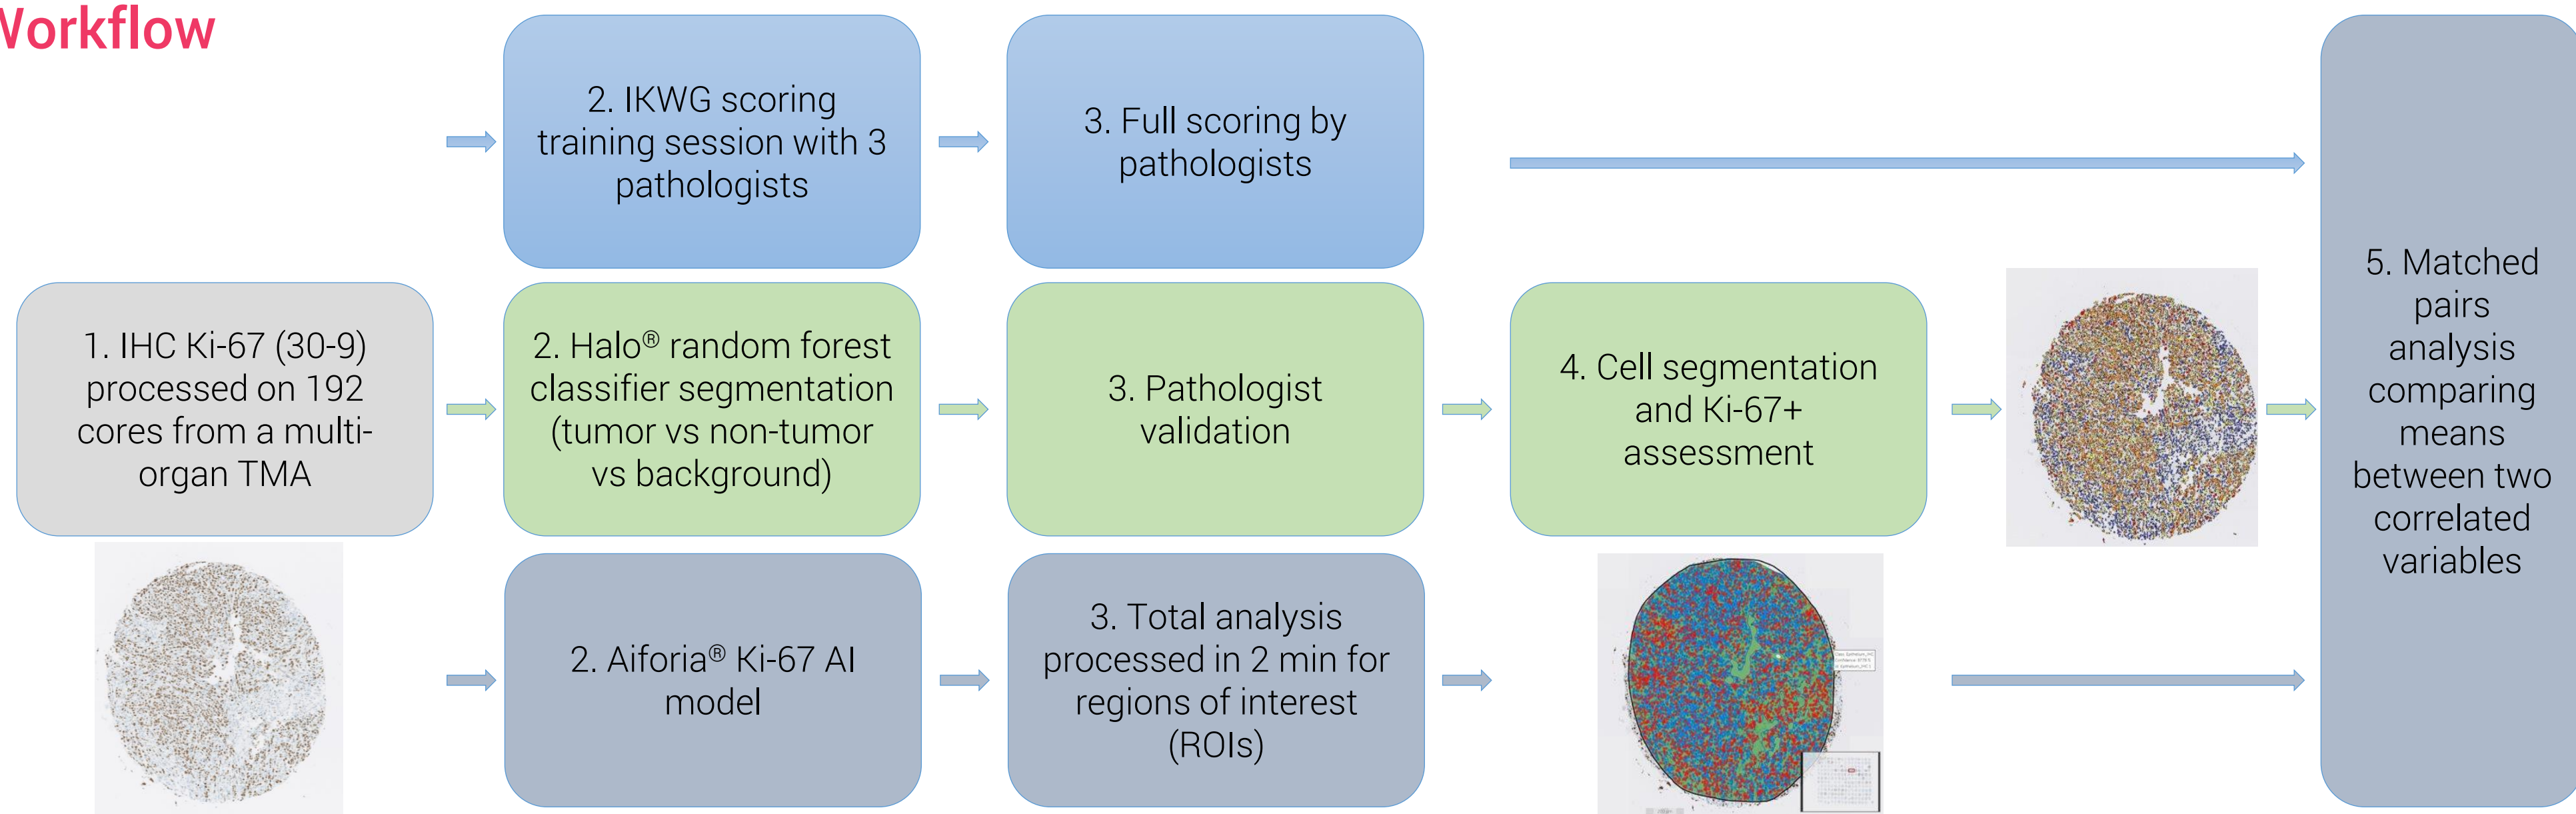 Workflow
2. IKWG scoring
training session with 3
pathologists
3. Full scoring by
pathologists
1. IHC Ki-67 (30-9)
processed on 192
cores from a multi-
organ TMA
2. Halo® random forest
classifier segmentation
(tumor vs non-tumor
vs background)
3. Pathologist
validation
4. Cell segmentation
and Ki-67+
assessment
2. Aiforia® Ki-67 AI
model
3. Total analysis
processed in 2 min for
regions of interest
(ROIs)
5. Matched
pairs
analysis
comparing
means
between two
correlated
variables